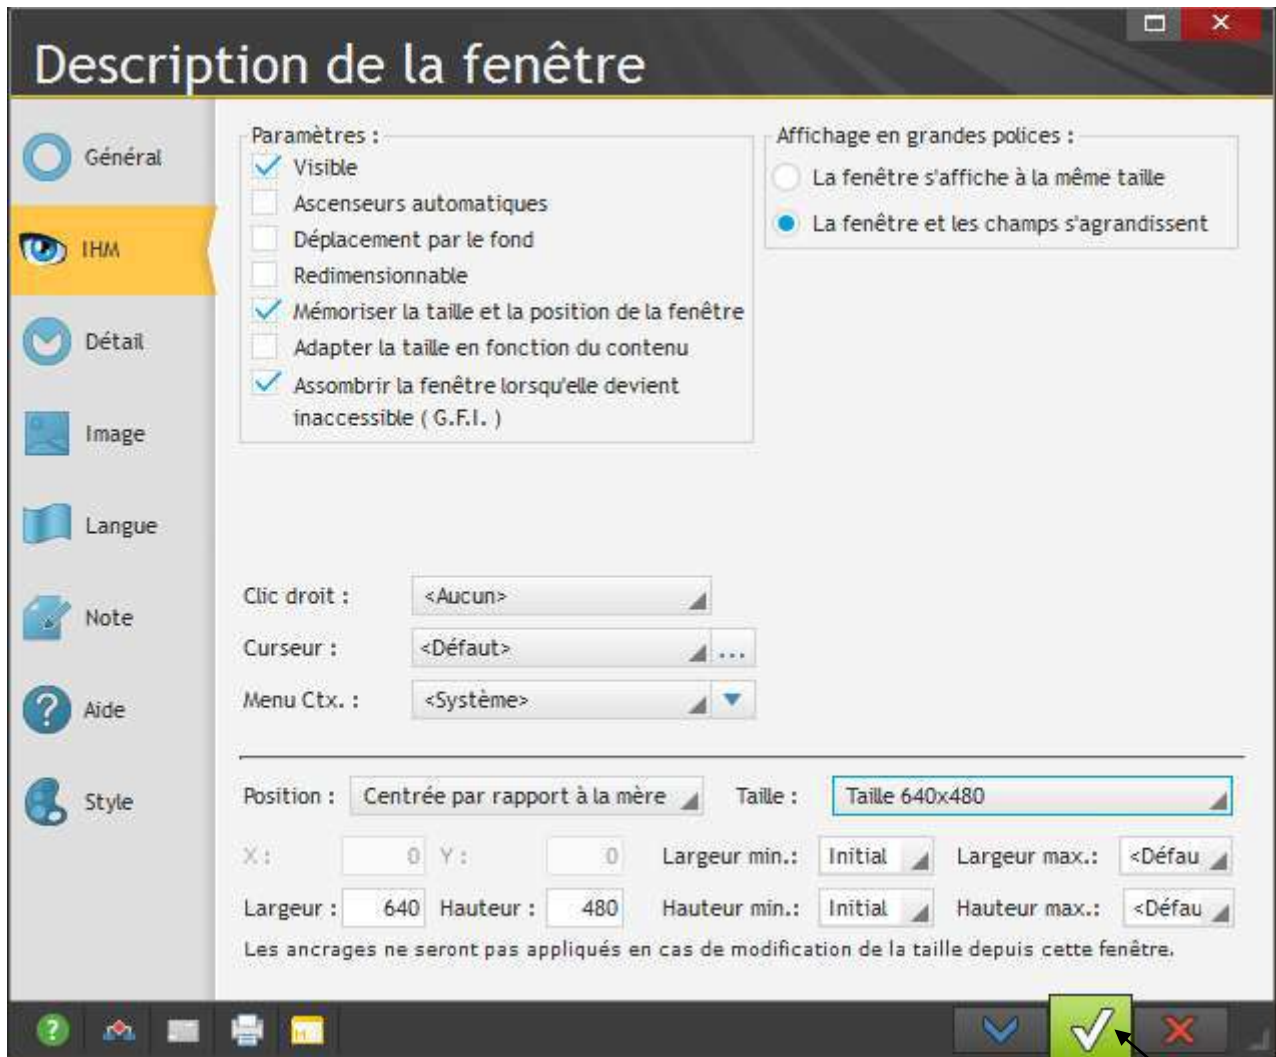 Description de la fenêtre
Général
IHM
Détail
Image
Langue
Note
Aide
Style
Paramètres :
Visible
Ascenseurs automatiques
Déplacement par le fond
Redimensionnable
Mémoriser la taille et la position de la fenêtre
Adapter la taille en fonction du contenu
Assombrir la fenêtre lorsqu'elle devient
inaccessible ( G.F.I. )
Affichage en grandes polices :
La fenêtre s'affiche à la même taille
La fenêtre et les champs s'agrandissent
Clic droit : <Aucun>
Curseur : <Défaut> ...
Menu Ctx. : <Système>
Position : Centrée par rapport à la mère Taille : Taille 640x480
X : 0 Y : 0 Largeur min.: Initial Largeur max.: <Défau
Largeur : 640 Hauteur : 480 Hauteur min.: Initial Hauteur max.: <Défau
Les ancrages ne seront pas appliqués en cas de modification de la taille depuis cette fenêtre.